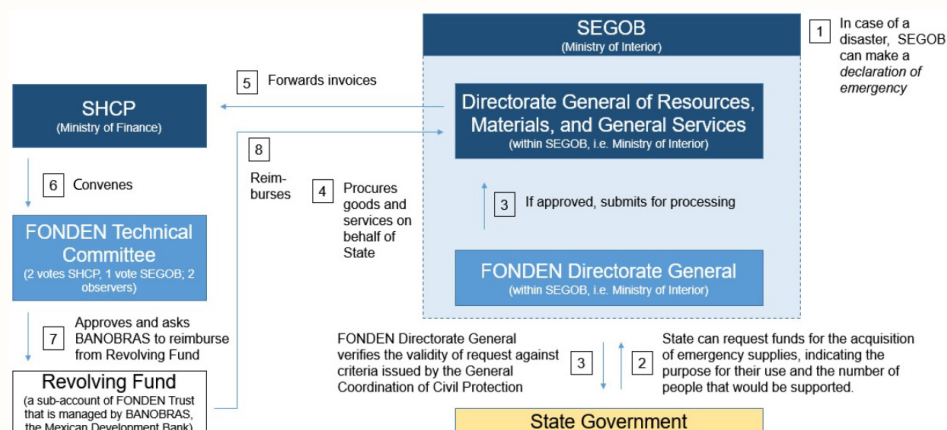 SEGOB
(Ministry of Interior)
1
In case of a
disaster, SEGOB
can make a
declaration of
emergency
5
Forwards invoices
SHCP
(Ministry of Finance)
Directorate General of Resources,
Materials, and General Services
(within SEGOB, i.e. Ministry of Interior)
8
Reim-
burses
6
Convenes
4
Procures
goods and
services on
behalf of
State
3
If approved, submits for processing
FONDEN Technical
Committee
(2 votes SHCP, 1 vote SEGOB; 2
observers)
FONDEN Directorate General
(within SEGOB, i.e. Ministry of Interior)
7
Approves and asks
BANOBRAS to reimburse
from Revolving Fund
FONDEN Directorate General
verifies the validity of request against
criteria issued by the General
Coordination of Civil Protection
3
2
State can request funds for the acquisition
of emergency supplies, indicating the
purpose for their use and the number of
people that would be supported.
Revolving Fund
(a sub-account of FONDEN Trust
that is managed by BANOBRAS,
the Mexican Development Bank)
State Government